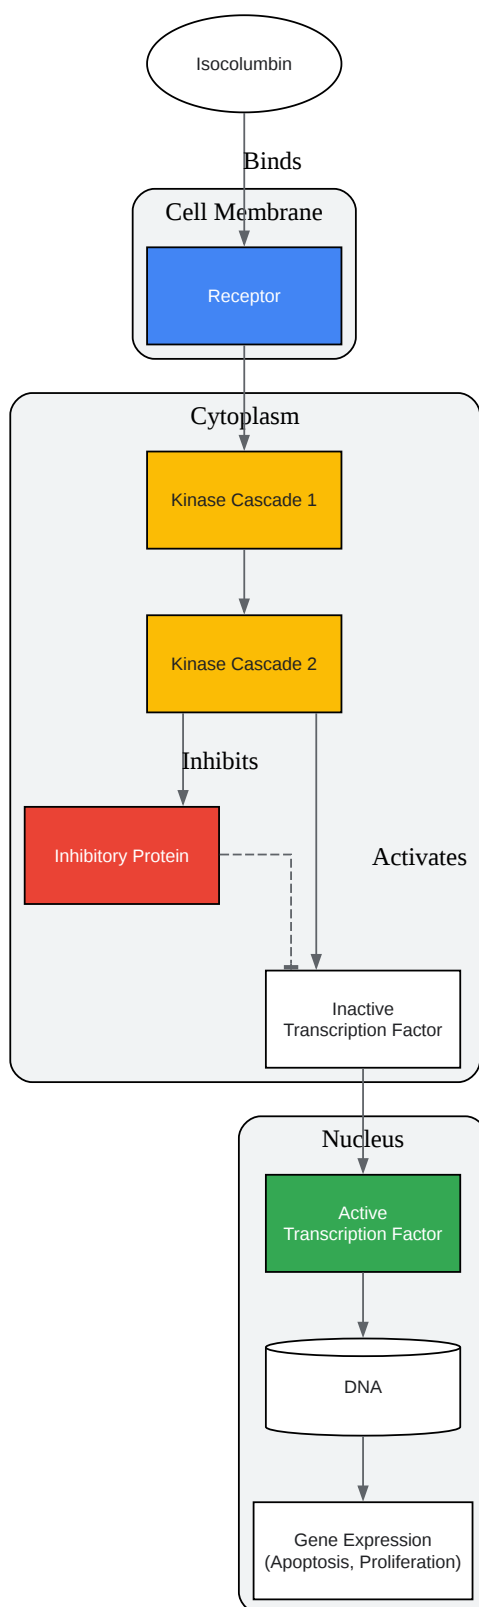 Isocolumbin
Binds
Cell Membrane
Receptor
Cytoplasm
Kinase Cascade 1
Kinase Cascade 2
Inhibits
Inhibitory Protein
Activates
Inactive
Transcription Factor
Nucleus
Active
Transcription Factor
DNA
Gene Expression
(Apoptosis, Proliferation)